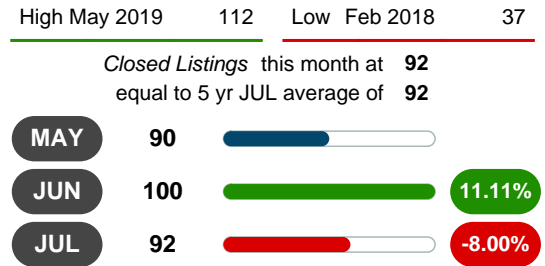 High May 2019 112 Low Feb 2018 37
Closed Listings this month at 92
equal to 5 yr JUL average of 92
MAY 90
JUN 100 11.11%
JUL 92 -8.00%